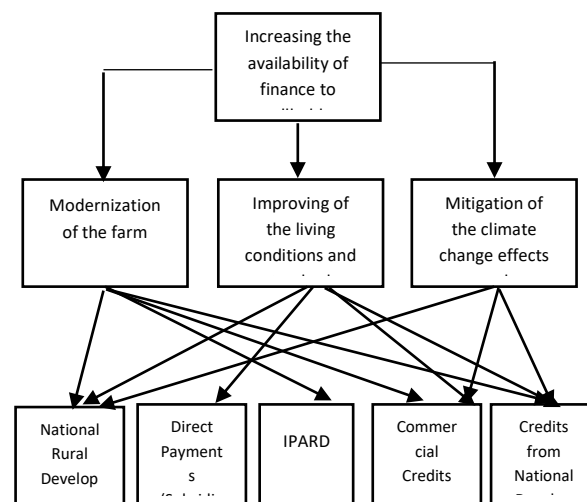 Increasing the
availability of
finance to
Modernization
of the farm
Improving of
the living
conditions and
Mitigation of
the climate
change effects
National
Rural
Develop
Direct
Payment
s
IPARD
Commer
cial
Credits
Credits
from
National